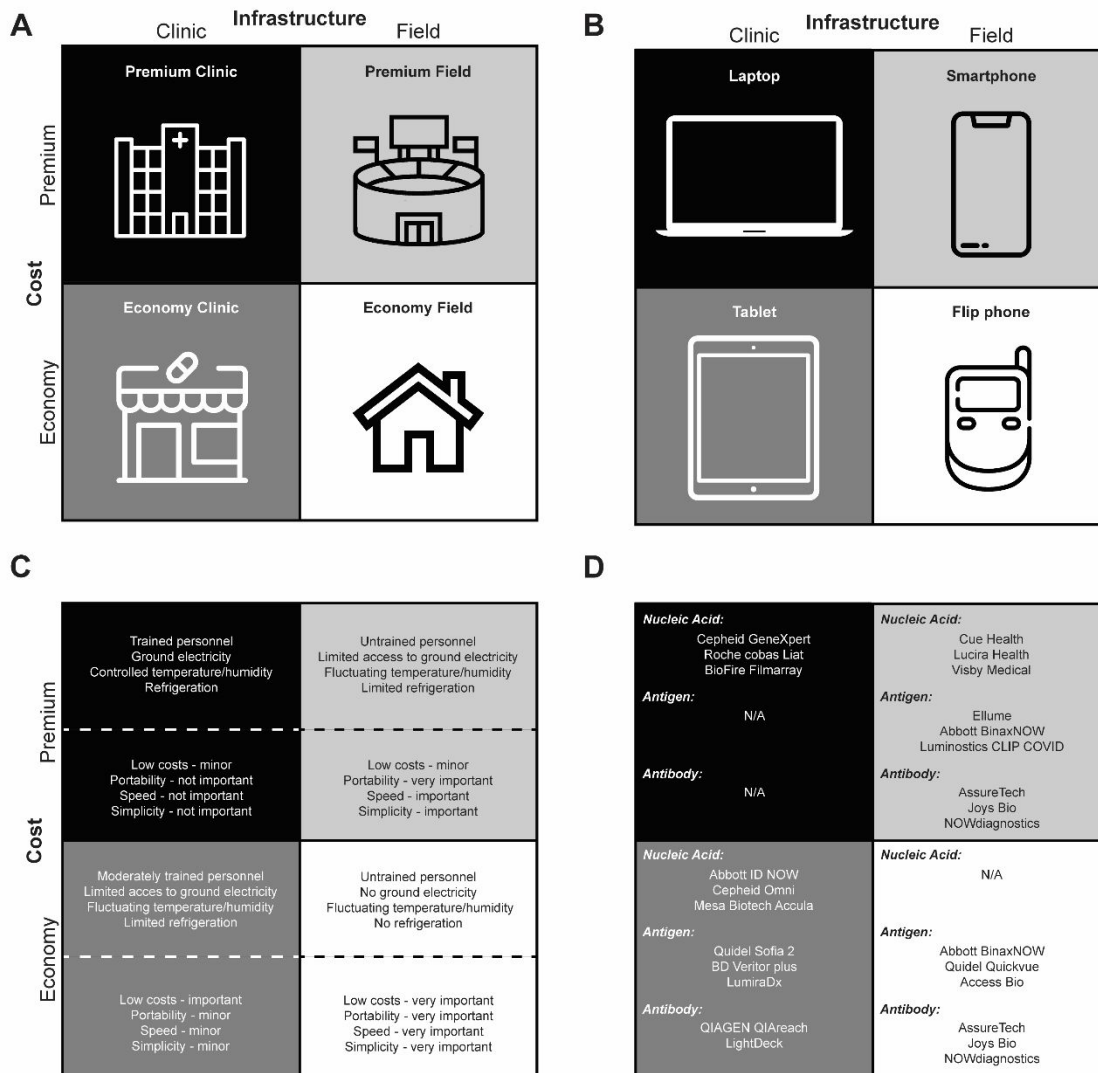 A
Infrastructure
Clinic
Field
Cost
Premium
Economy
Premium Clinic
Premium Field
Economy Clinic
Economy Field
B
Infrastructure
Clinic
Field
Laptop
Smartphone
Tablet
Flip phone
C
Cost
Premium
Economy
Trained personnel
Ground electricity
Controlled temperature/humidity
Refrigeration
Low costs - minor
Portability - not important
Speed - not important
Simplicity - not important
Untrained personnel
Limited access to ground electricity
Fluctuating temperature/humidity
Limited refrigeration
Low costs - minor
Portability - very important
Speed - important
Simplicity - important
Moderately trained personnel
Limited acces to ground electricity
Fluctuating temperature/humidity
Limited refrigeration
Low costs - important
Portability - minor
Speed - minor
Simplicity - minor
Untrained personnel
No ground electricity
Fluctuating temperature/humidity
No refrigeration
Low costs - very important
Portability - very important
Speed - very important
Simplicity - very important
D
Nucleic Acid:
Cepheid GeneXpert
Roche cobas Liat
BioFire Filmarray
Antigen:
N/A
Antibody:
N/A
Nucleic Acid:
Cue Health
Lucira Health
Visby Medical
Antigen:
Ellume
Abbott BinaxNOW
Luminostics CLIP COVID
Antibody:
AssureTech
Joys Bio
NOWdiagnostics
Nucleic Acid:
Abbott ID NOW
Cepheid Omni
Mesa Biotech Accula
Antigen:
Quidel Sofia 2
BD Veritor plus
LumiraDx
Antibody:
QIAGEN QIAreach
LightDeck
Nucleic Acid:
N/A
Antigen:
Abbott BinaxNOW
Quidel Quickvue
Access Bio
Antibody:
AssureTech
Joys Bio
NOWdiagnostics